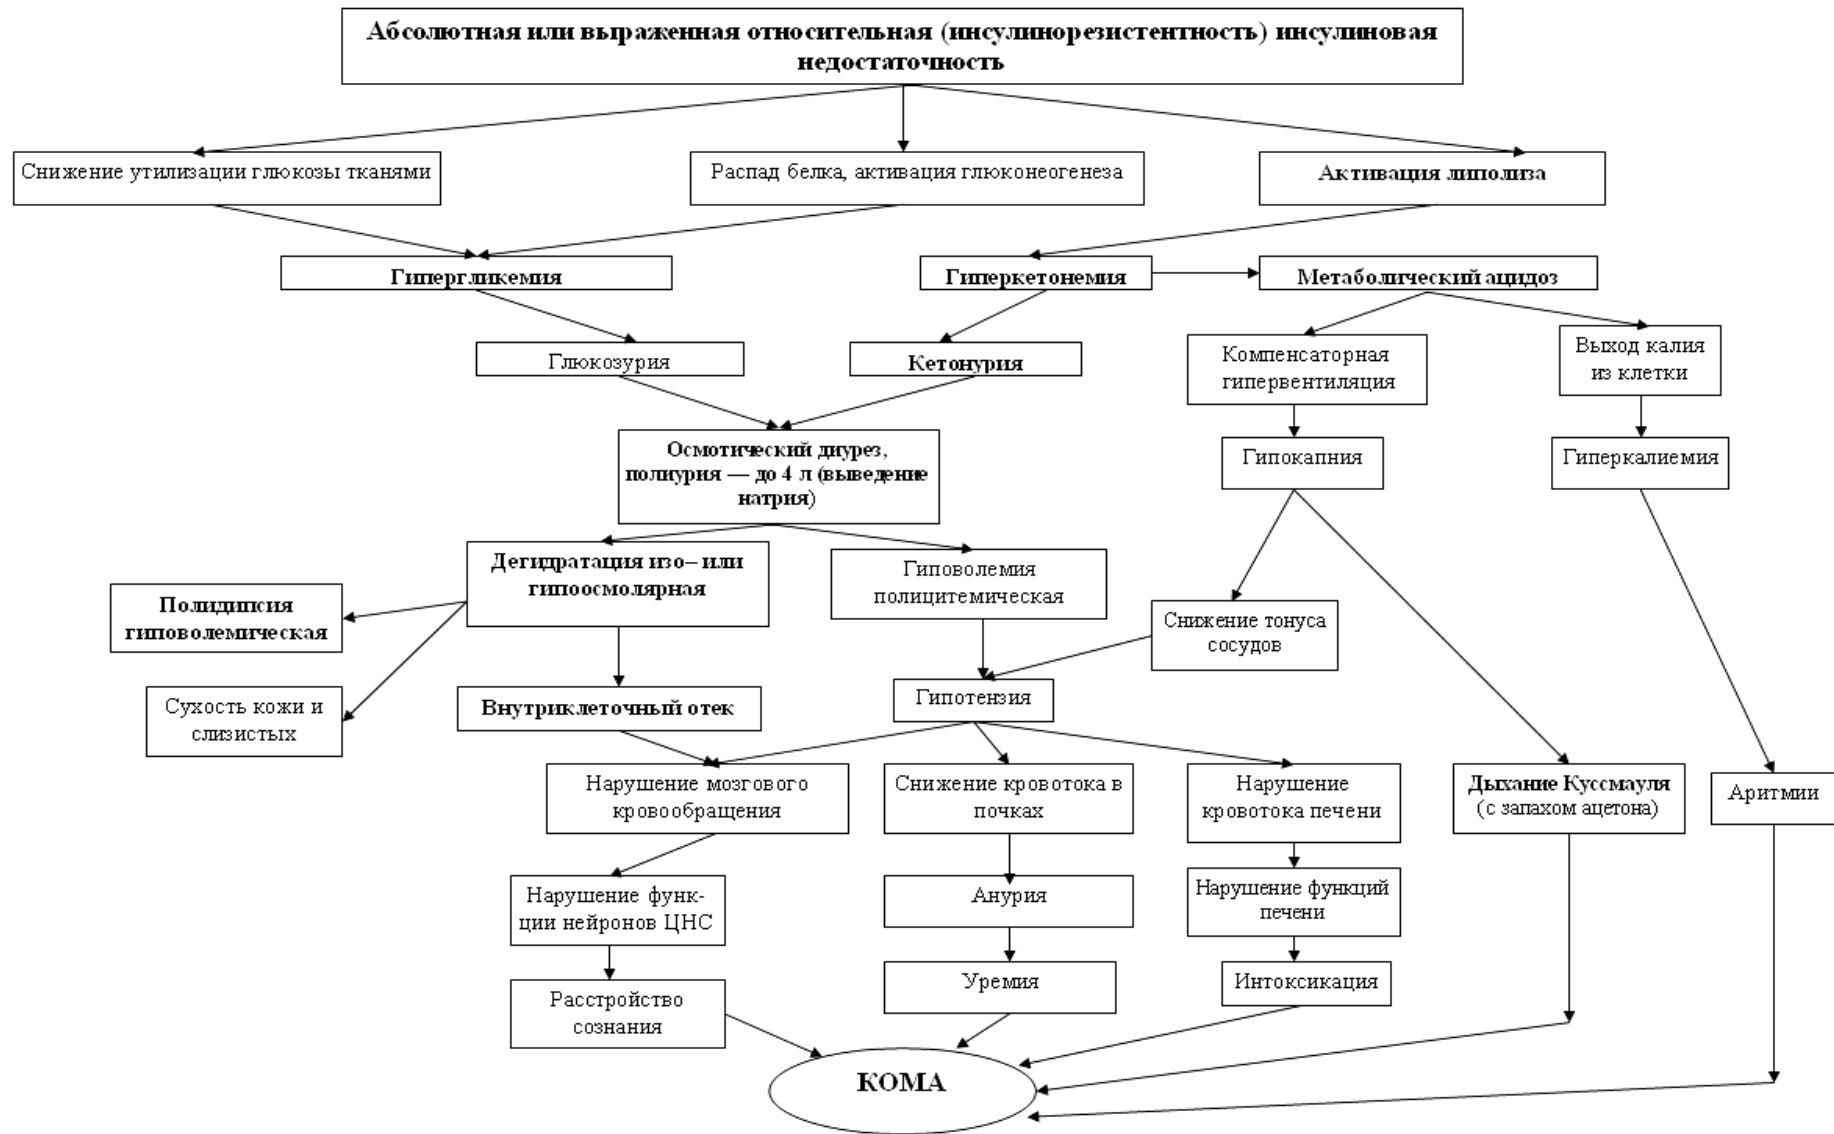 Абсолютная или выраженная относительная (инсулинорезистентность) инсулиновая
недостаточность
Снижение утилизации глюкозы тканями
Распад белка, активация глюконеогенеза
Активация липолиза
Гипергликемия
Гиперкетонемия
Метаболический ацидоз
Глюкозурия
Кетонурия
Компенсаторная
гипервентиляция
Выход калия
из клетки
Осмотический диурез,
полиурия — до 4 л (выведение
натрия)
Гипокапния
Гиперкалиемия
Дегидратация изо– или
гипоосмолярная
Гиповолемия
полицитемическая
Полидипсия
гиповолемическая
Снижение тонуса
сосудов
Сухость кожи и
слизистых
Внутриклеточный отек
Гипотензия
Нарушение мозгового
кровообращения
Снижение кровотока в
почках
Нарушение
кровотока печени
Дыхание Куссмауля
(с запахом ацетона)
Аритмии
Нарушение функ-
ции нейронов ЦНС
Анурия
Нарушение функций
печени
Расстройство
сознания
Уремия
Интоксикация
КОМА